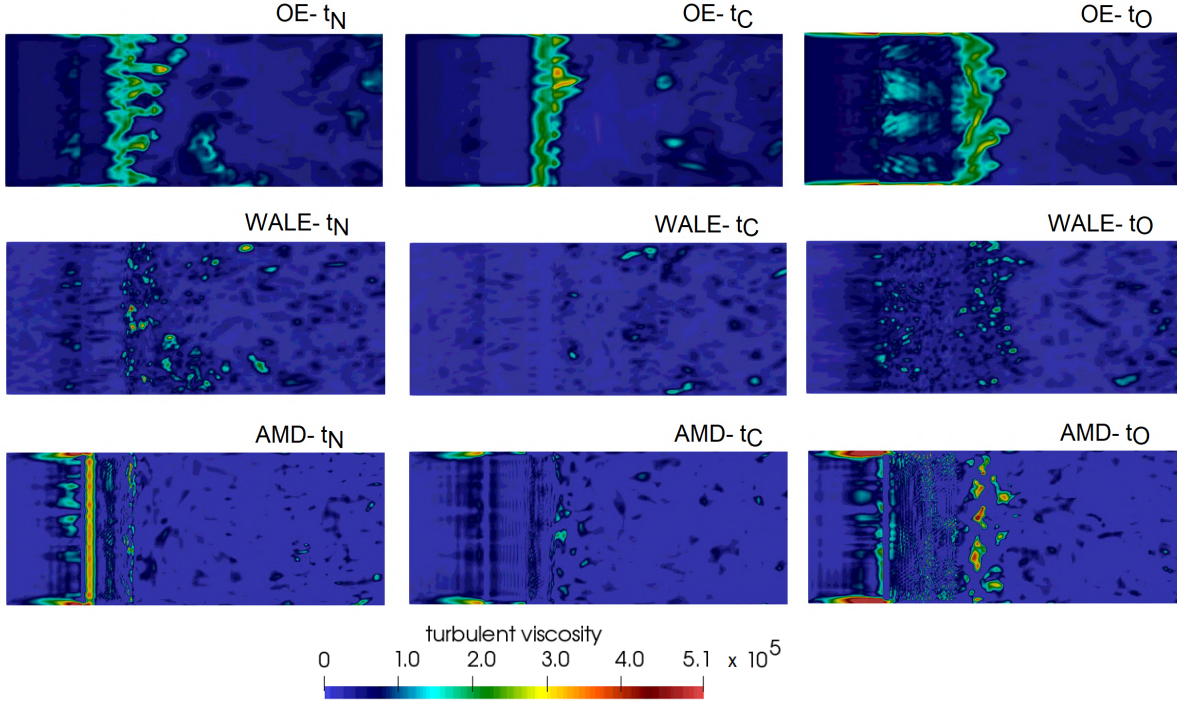 OE- tN OE- tC OE- tO
WALE- tN WALE- tC WALE- tO
AMD- tN AMD- tC AMD- tO
turbulent viscosity
0 1.0 2.0 3.0 4.0 5.1 x 10^5